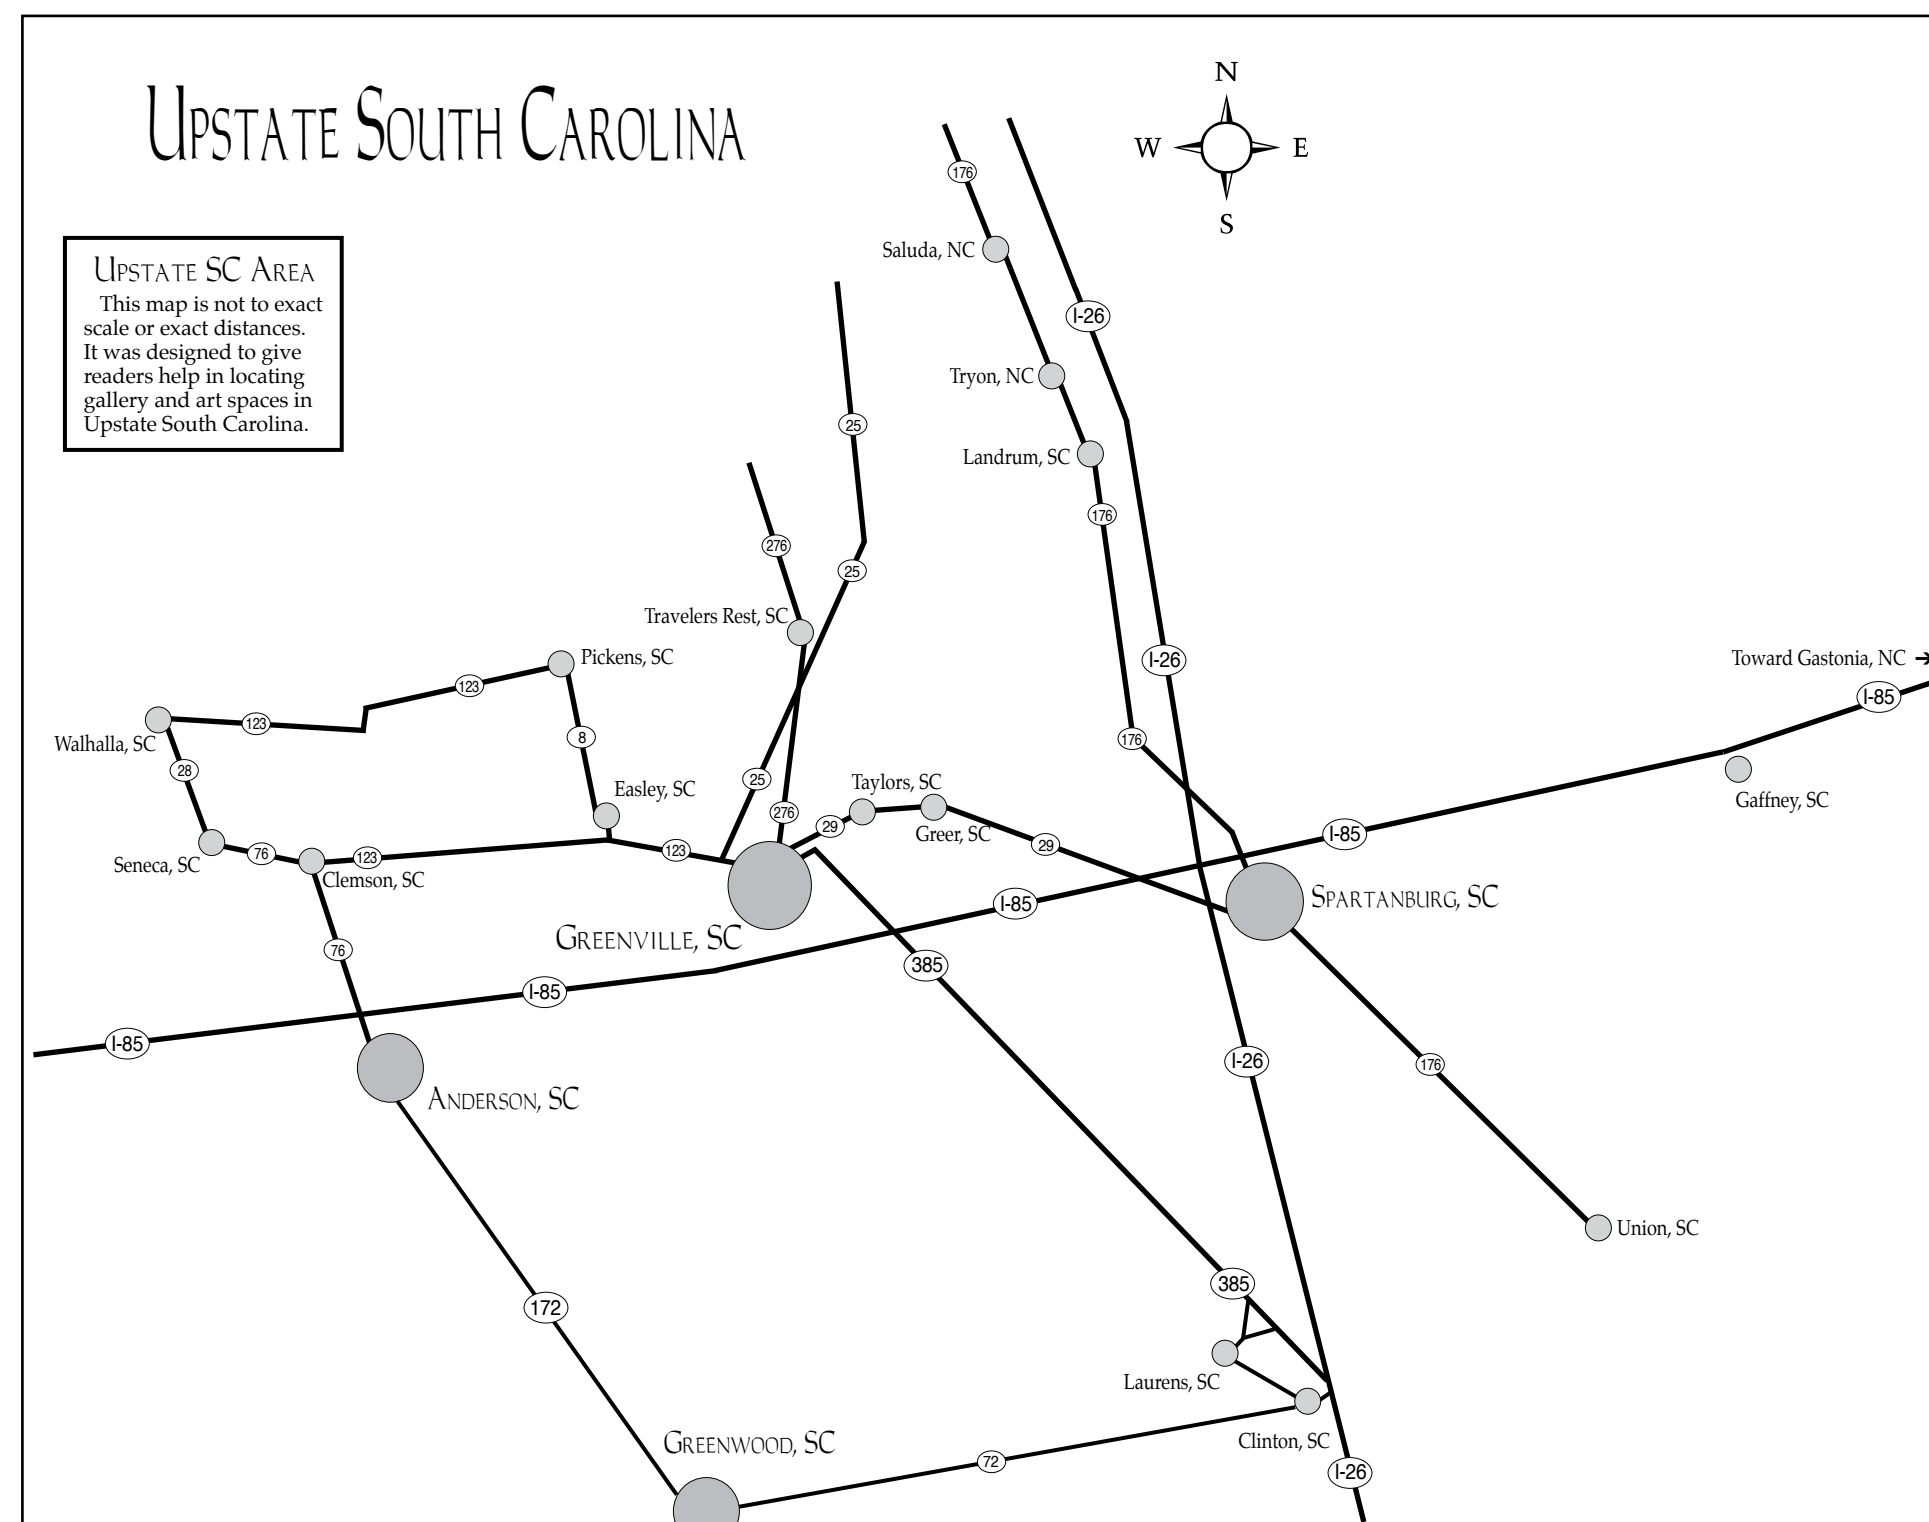 Upstate South Carolina
N
W E
S
Upstate SC Area
This map is not to exact
scale or exact distances.
It was designed to give
readers help in locating
gallery and art spaces in
Upstate South Carolina.
176
Saluda, NC
I-26
Tryon, NC
25
Landrum, SC
176
276
25
Travelers Rest, SC
Pickens, SC
I-26
Toward Gastonia, NC →
123
I-85
123
Walhalla, SC
8
176
28
25
Taylors, SC
Gaffney, SC
Easley, SC
276
29
Greer, SC
I-85
29
Seneca, SC
76
123
123
Clemson, SC
Spartanburg, SC
I-85
Greenville, SC
76
385
I-85
I-85
I-26
176
Anderson, SC
Union, SC
385
172
Laurens, SC
Clinton, SC
Greenwood, SC
72
I-26